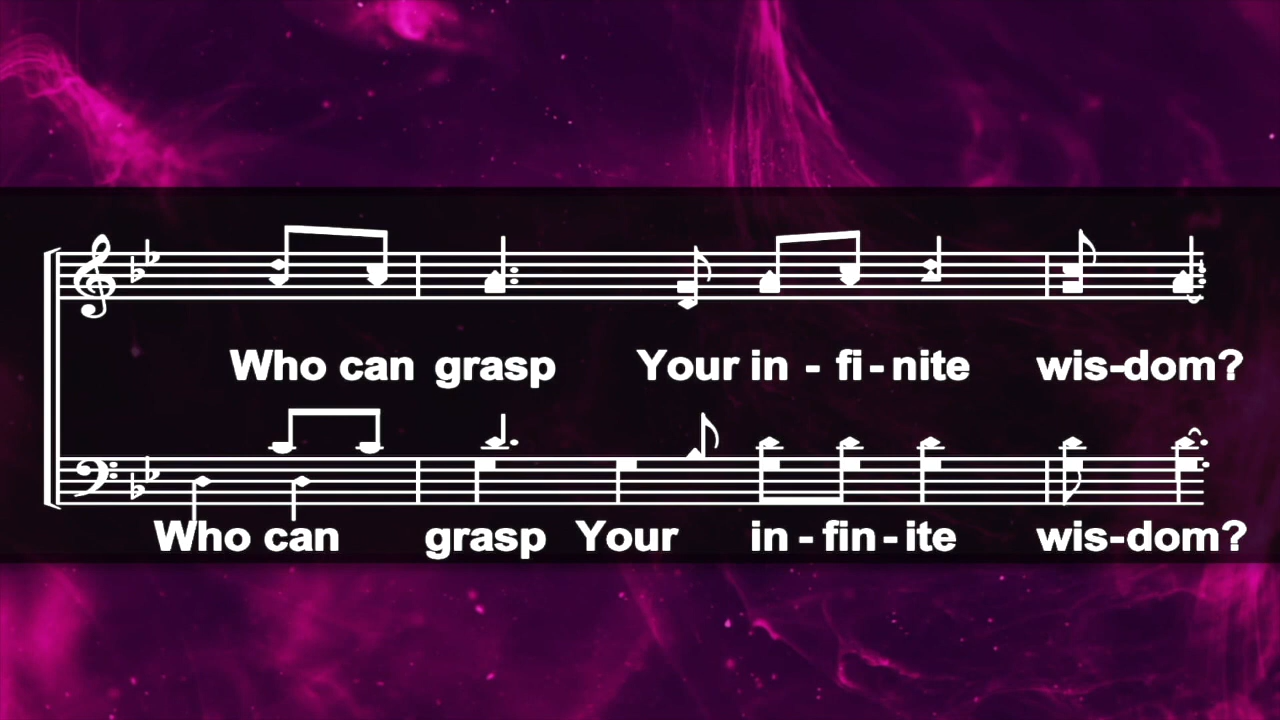 Who can grasp Your in - fi - nite wis-dom?
Who can grasp Your in - fin - ite wis-dom?